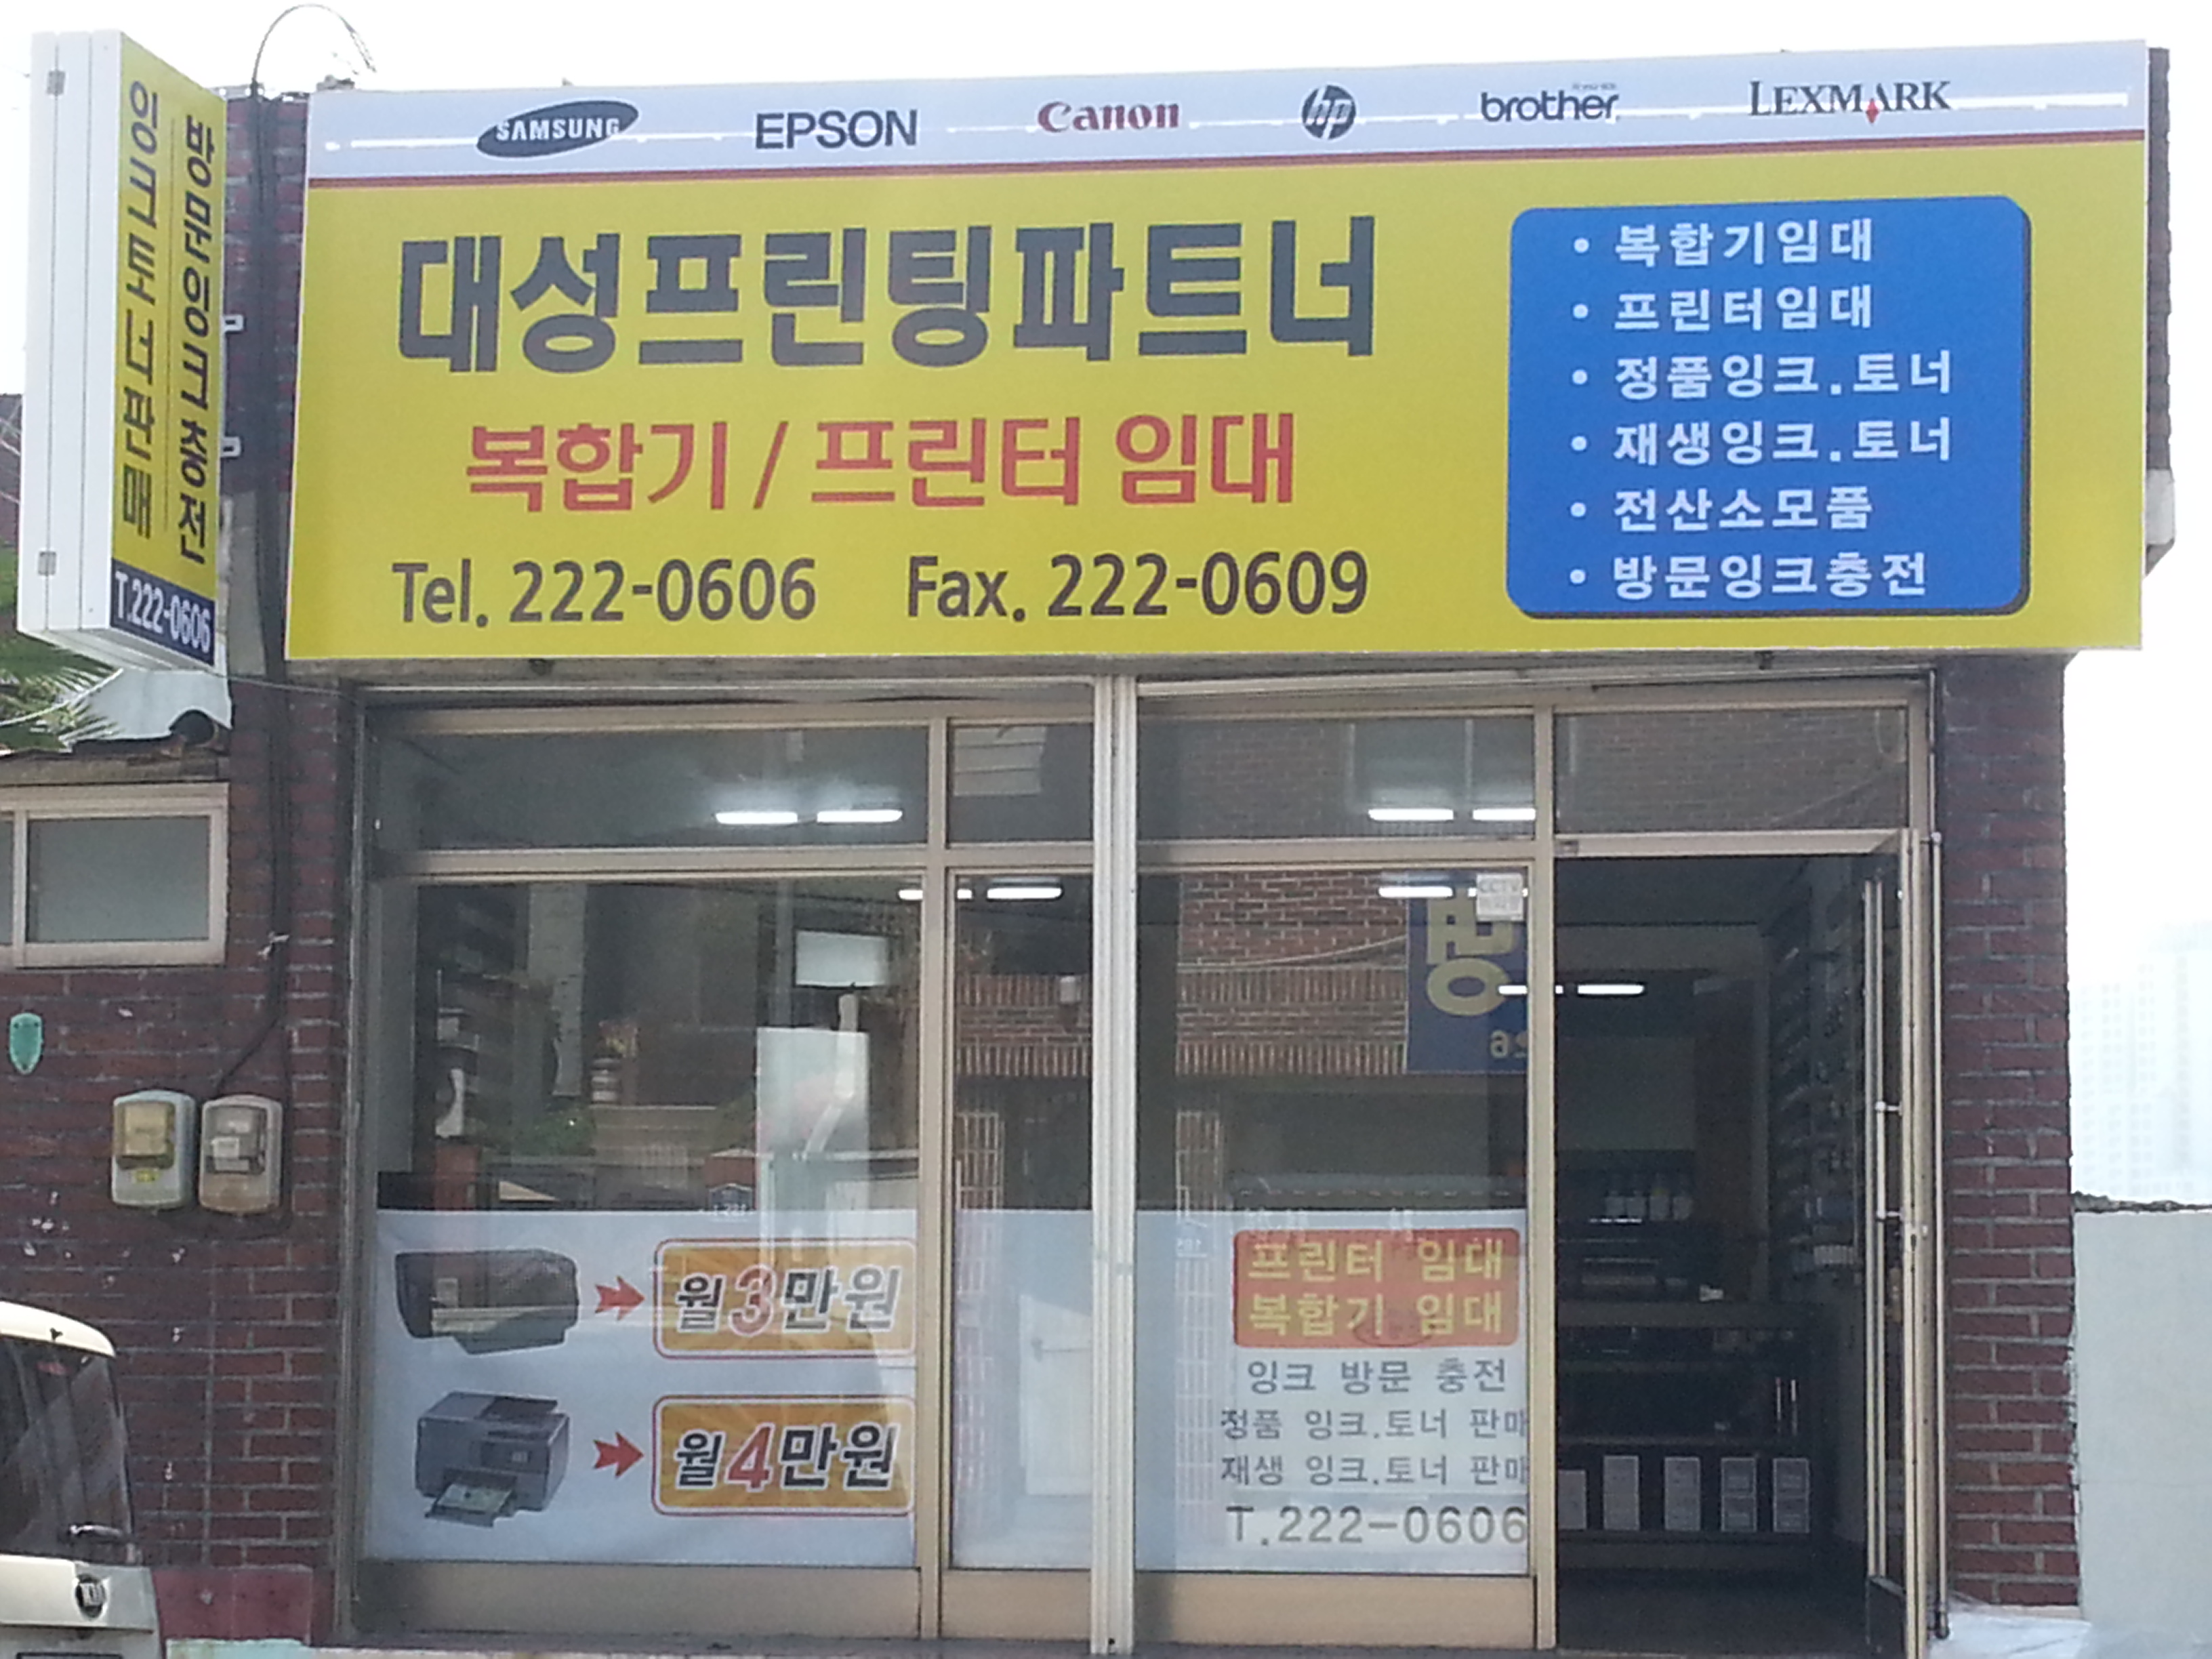 SAMSUNG EPSON Canon hp brother LEXMARK
대성프린팅파트너
복합기 / 프린터 임대
Tel. 222-0606 Fax. 222-0609
• 복합기임대
• 프린터임대
• 정품잉크.토너
• 재생잉크.토너
• 전산소모품
• 방문잉크충전
방문잉크충전
잉크토너판매
T.222-0606
월3만원
월4만원
CCTV
프린터 임대
복합기 임대
잉크 방문 충전
정품 잉크.토너 판매
재생 잉크.토너 판매
T.222-0606